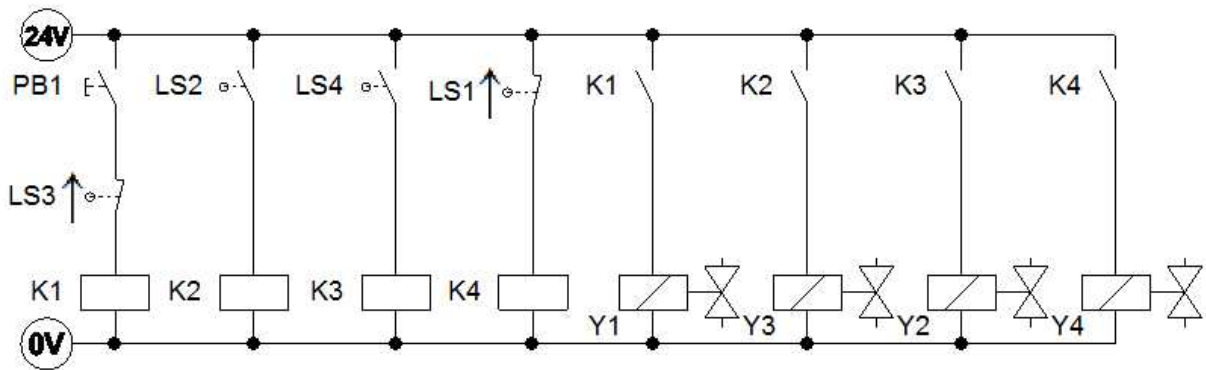 24V
PB1 LS2 LS4 LS1 K1 K2 K3 K4
LS3
K1 K2 K3 K4
Y1 Y3 Y2 Y4
0V